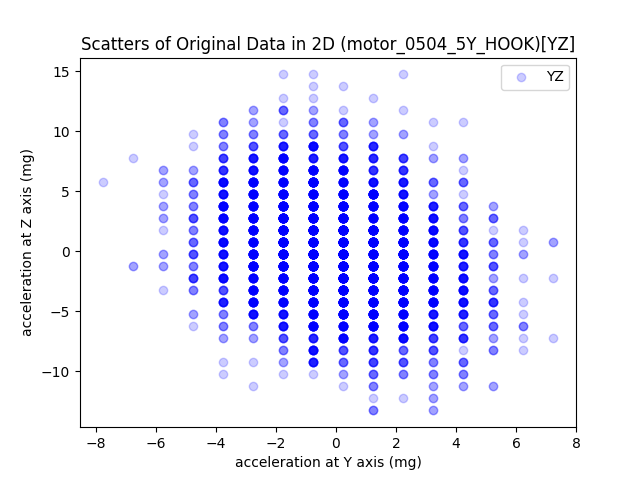 Scatters of Original Data in 2D (motor_0504_5Y_HOOK)[YZ]
YZ
15
10
5
0
−5
−10
acceleration at Z axis (mg)
−8 −6 −4 −2 0 2 4 6 8
acceleration at Y axis (mg)